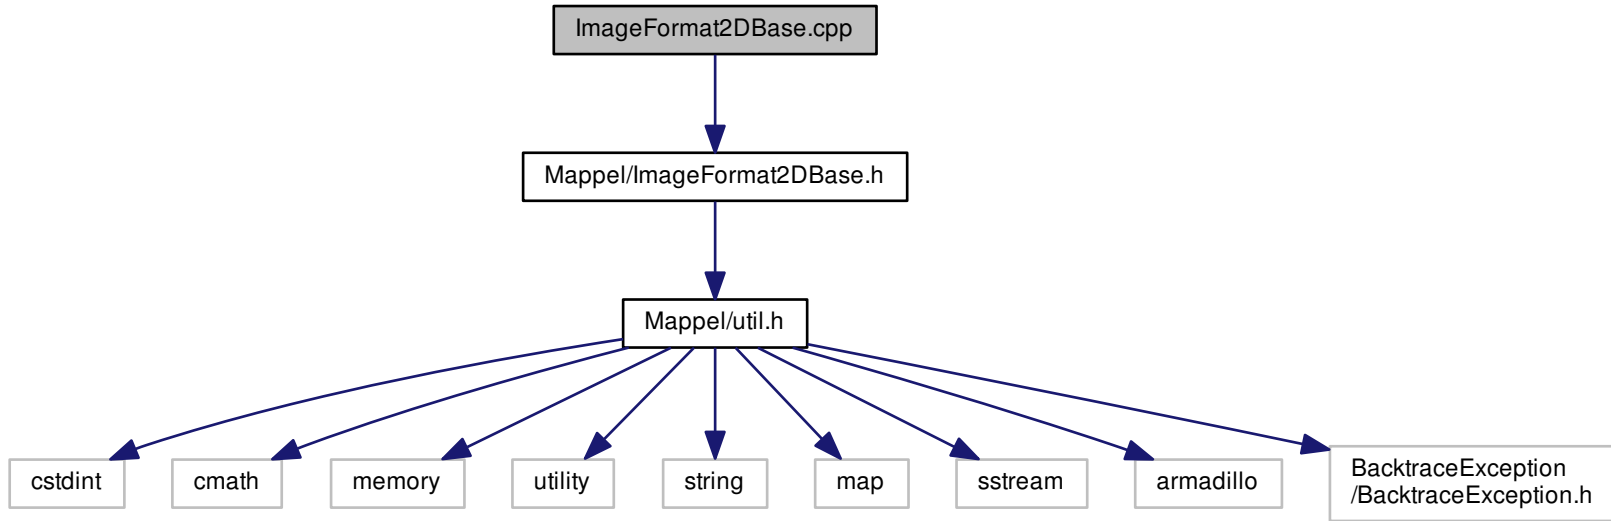 ImageFormat2DBase.cpp
Mappel/ImageFormat2DBase.h
Mappel/util.h
cstdint
cmath
memory
utility
string
map
sstream
armadillo
BacktraceException
/BacktraceException.h